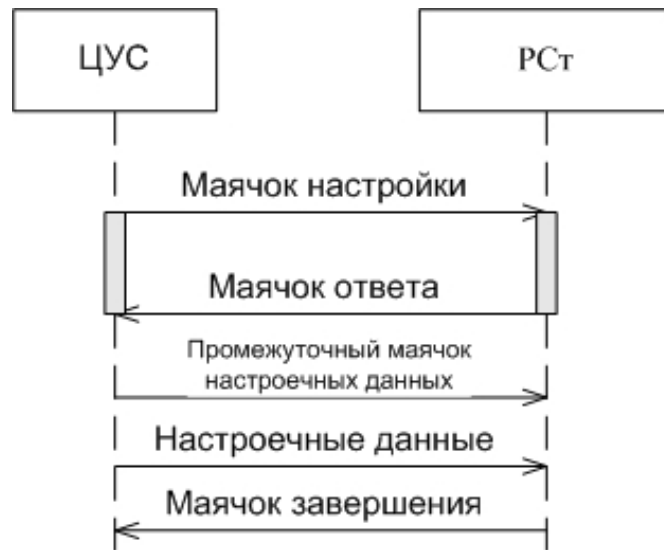 ЦУС
РСт
Маячок настройки
Маячок ответа
Промежуточный маячок
настроечных данных
Настроечные данные
Маячок завершения